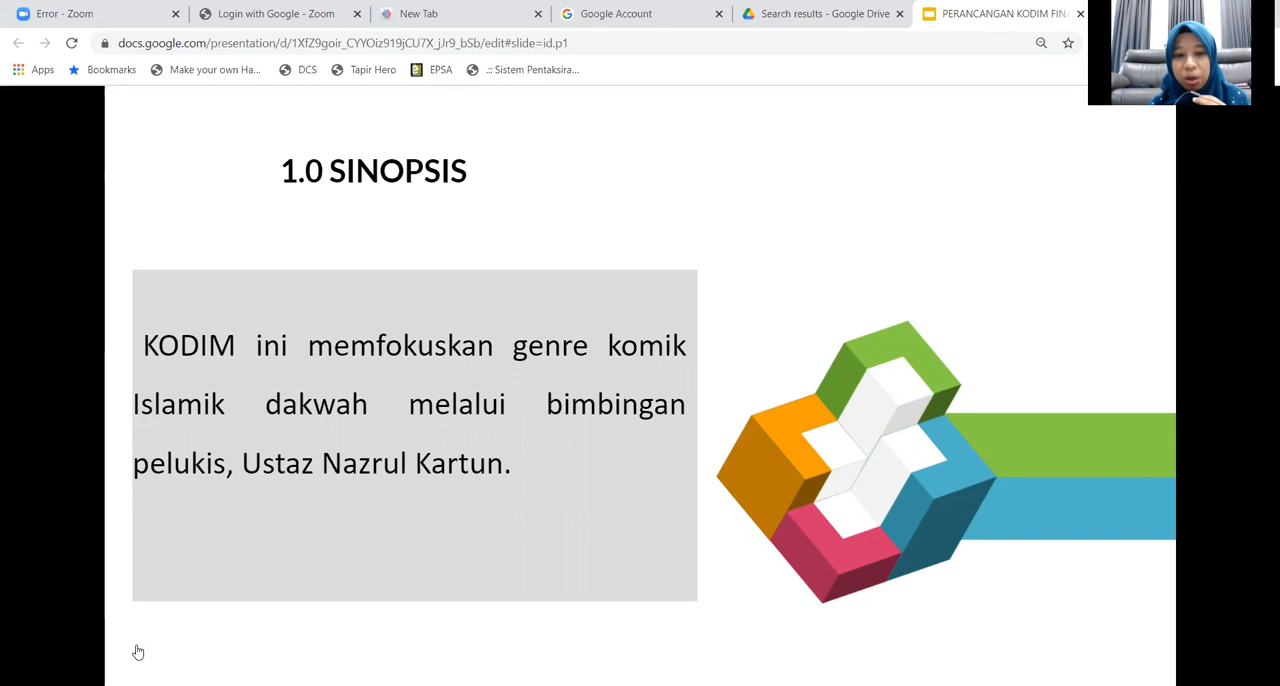 Error - Zoom
Login with Google - Zoom
New Tab
Google Account
Search results - Google Drive
PERANCANGAN KODIM FIN
docs.google.com/presentation/d/1XfZ9goir_CYYOiz919jCU7X_jJr9_bSb/edit#slide=id.p1
Apps
Bookmarks
Make your own Ha...
DCS
Tapir Hero
EPSA
.:: Sistem Pentaksira...
1.0 SINOPSIS
KODIM ini memfokuskan genre komik
Islamik dakwah melalui bimbingan
pelukis, Ustaz Nazrul Kartun.